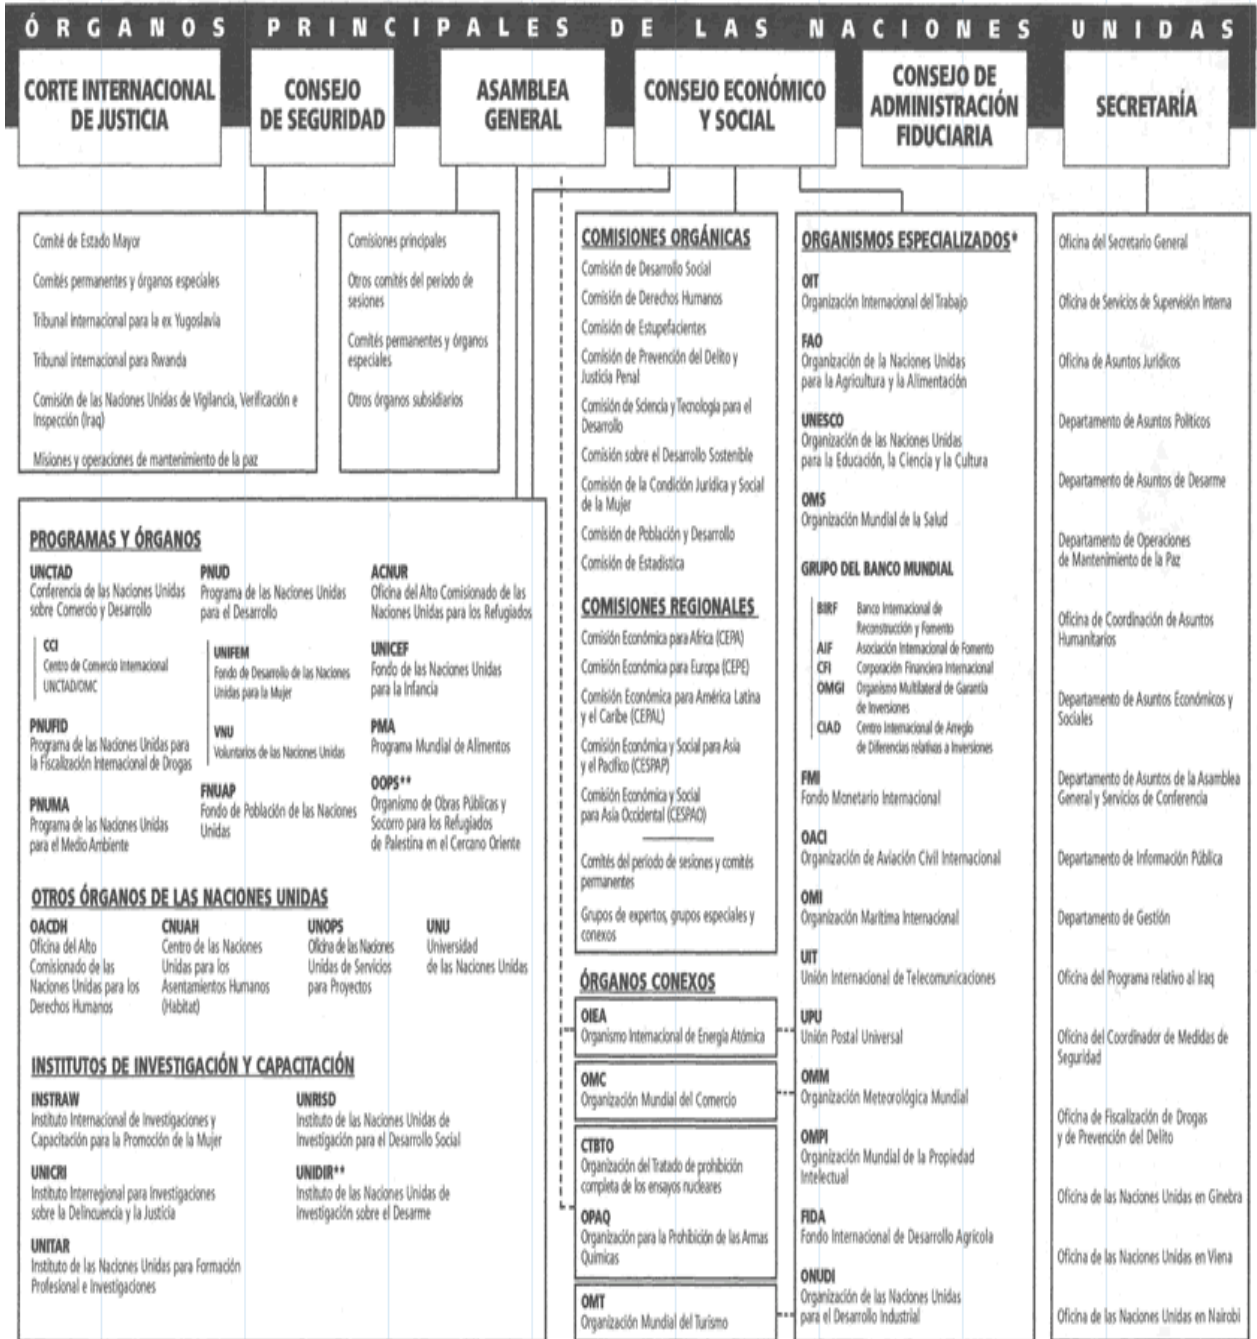 ÓRGANOS PRINCIPALES DE LAS NACIONES UNIDAS
CORTE INTERNACIONAL
DE JUSTICIA
CONSEJO
DE SEGURIDAD
ASAMBLEA
GENERAL
CONSEJO ECONÓMICO
Y SOCIAL
CONSEJO DE
ADMINISTRACIÓN
FIDUCIARIA
SECRETARÍA
Comité de Estado Mayor
Comités permanentes y órganos especiales
Tribunal internacional para la ex Yugoslavia
Tribunal internacional para Rwanda
Comisión de las Naciones Unidas de Vigilancia, Verificación e
Inspección (Iraq)
Misiones y operaciones de mantenimiento de la paz
Comisiones principales
Otros comités del periodo de
sesiones
Comités permanentes y órganos
especiales
Otros órganos subsidiarios
PROGRAMAS Y ÓRGANOS
UNCTAD
Conferencia de las Naciones Unidas
sobre Comercio y Desarrollo
CCI
Centro de Comercio Internacional
UNCTAD/OMC
PNUFID
Programa de las Naciones Unidas para
la Fiscalización Internacional de Drogas
PNUMA
Programa de las Naciones Unidas
para el Medio Ambiente
PNUD
Programa de las Naciones Unidas
para el Desarrollo
UNIFEM
Fondo de Desarrollo de las Naciones
Unidas para la Mujer
VNU
Voluntarios de las Naciones Unidas
FNUAP
Fondo de Población de las Naciones
Unidas
ACNUR
Oficina del Alto Comisionado de las
Naciones Unidas para los Refugiados
UNICEF
Fondo de las Naciones Unidas
para la Infancia
PMA
Programa Mundial de Alimentos
OOPS**
Organismo de Obras Públicas y
Socorro para los Refugiados
de Palestina en el Cercano Oriente
OTROS ÓRGANOS DE LAS NACIONES UNIDAS
OACDH
Oficina del Alto
Comisionado de las
Naciones Unidas para los
Derechos Humanos
CNUAH
Centro de las Naciones
Unidas para los
Asentamientos Humanos
(Habitat)
UNOPS
Oficina de las Naciones
Unidas de Servicios
para Proyectos
UNU
Universidad
de las Naciones Unidas
INSTITUTOS DE INVESTIGACIÓN Y CAPACITACIÓN
INSTRAW
Instituto Internacional de Investigaciones y
Capacitación para la Promoción de la Mujer
UNICRI
Instituto Interregional para Investigaciones
sobre la Delincuencia y la Justicia
UNITAR
Instituto de las Naciones Unidas para Formación
Profesional e Investigaciones
UNRISD
Instituto de las Naciones Unidas de
Investigación para el Desarrollo Social
UNIDIR**
Instituto de las Naciones Unidas de
Investigación sobre el Desarme
COMISIONES ORGÁNICAS
Comisión de Desarrollo Social
Comisión de Derechos Humanos
Comisión de Estupefacientes
Comisión de Prevención del Delito y
Justicia Penal
Comisión de Sciencia y Tecnología para el
Desarrollo
Comisión sobre el Desarrollo Sostenible
Comisión de la Condición Jurídica y Social
de la Mujer
Comisión de Población y Desarrollo
Comisión de Estadistica
COMISIONES REGIONALES
Comisión Económica para Africa (CEPA)
Comisión Económica para Europa (CEPE)
Comisión Económica para América Latina
y el Caribe (CEPAL)
Comisión Económica y Social para Asia
y el Pacífico (CESPAP)
Comisión Económica y Social
para Asia Occidental (CESPAO)
Comités del periodo de sesiones y comités
permanentes
Grupos de expertos, grupos especiales y
conexos
ÓRGANOS CONEXOS
OIEA
Organismo Internacional de Energía Atómica
OMC
Organización Mundial del Comercio
CTBTO
Organización del Tratado de prohibición
completa de los ensayos nucleares
OPAQ
Organización para la Prohibición de las Armas
Químicas
OMT
Organización Mundial del Turismo
ORGANISMOS ESPECIALIZADOS*
OIT
Organización Internacional del Trabajo
FAO
Organización de la Naciones Unidas
para la Agricultura y la Alimentación
UNESCO
Organización de las Naciones Unidas
para la Educación, la Ciencia y la Cultura
OMS
Organización Mundial de la Salud
GRUPO DEL BANCO MUNDIAL
BIRF Banco Internacional de
Reconstrucción y Fomento
AIF Asociación Internacional de Fomento
CFI Corporación Financiera Internacional
OMGI Organismo Multilateral de Garantía
de Inversiones
CIAD Centro Internacional de Arreglo
de Diferencias relativas a Inversiones
FMI
Fondo Monetario Internacional
OACI
Organización de Aviación Civil Internacional
OMI
Organización Marítima Internacional
UIT
Unión Internacional de Telecomunicaciones
UPU
Unión Postal Universal
OMM
Organización Meteorológica Mundial
OMPI
Organización Mundial de la Propiedad
Intelectual
FIDA
Fondo Internacional de Desarrollo Agrícola
ONUDI
Organización de las Naciones Unidas
para el Desarrollo Industrial
Oficina del Secretario General
Oficina de Servicios de Supervisión Interna
Oficina de Asuntos Jurídicos
Departamento de Asuntos Políticos
Departamento de Asuntos de Desarme
Departamento de Operaciones
de Mantenimiento de la Paz
Oficina de Coordinación de Asuntos
Humanitarios
Departamento de Asuntos Económicos y
Sociales
Departamento de Asuntos de la Asamblea
General y Servicios de Conferencia
Departamento de Información Pública
Departamento de Gestión
Oficina del Programa relativo al Iraq
Oficina del Coordinador de Medidas de
Seguridad
Oficina de Fiscalización de Drogas
y de Prevención del Delito
Oficina de las Naciones Unidas en Ginebra
Oficina de las Naciones Unidas en Viena
Oficina de las Naciones Unidas en Nairobi